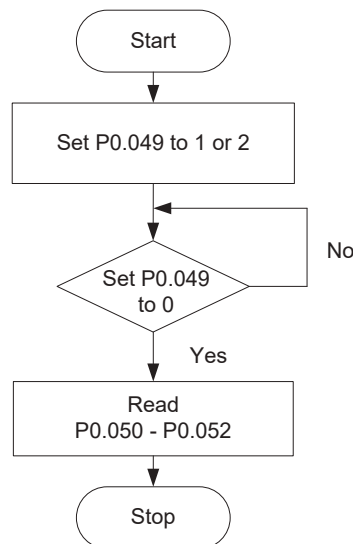 Start
Set P0.049 to 1 or 2
Set P0.049
to 0
No
Yes
Read
P0.050 - P0.052
Stop